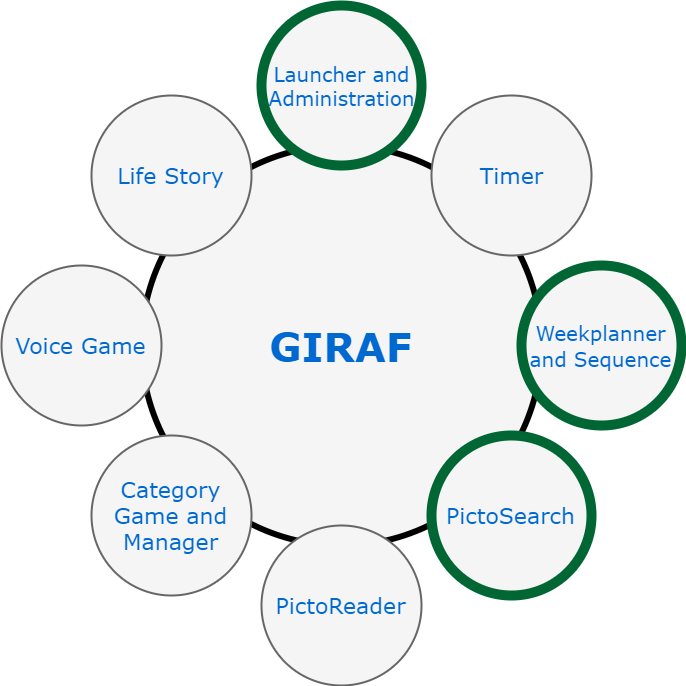 Launcher and
Administration
Life Story
Timer
Voice Game
GIRAF
Weekplanner
and Sequence
Category
Game and
Manager
PictoSearch
PictoReader